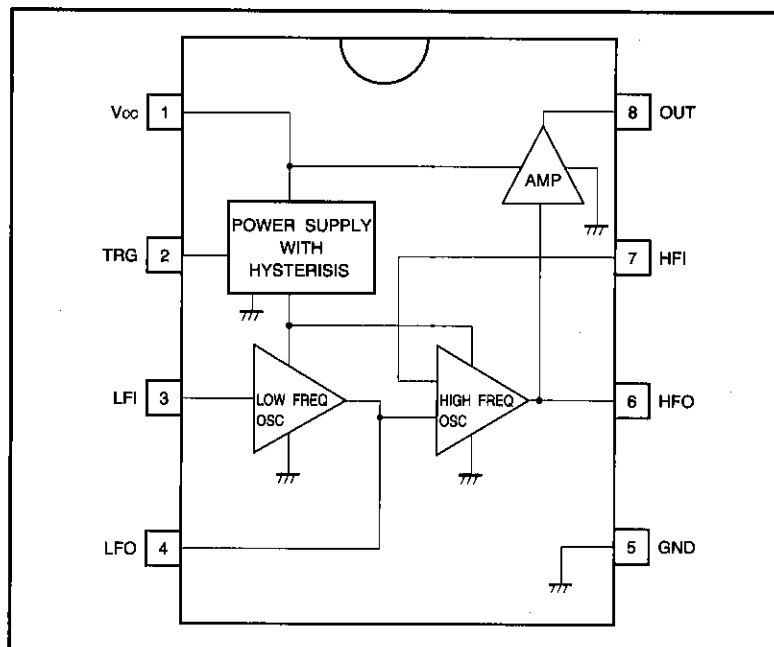 Vcc 1
8 OUT
AMP
POWER SUPPLY
WITH
HYSTERISIS
TRG 2
7 HFI
LFI 3
LOW FREQ
OSC
HIGH FREQ
OSC
6 HFO
LFO 4
5 GND